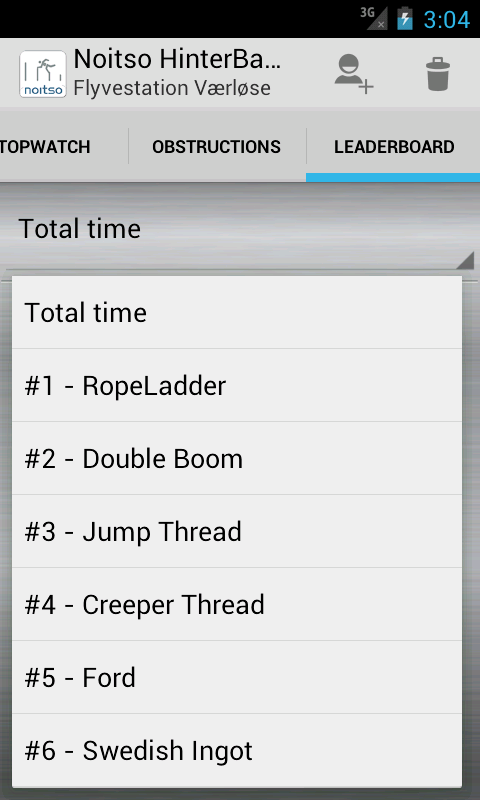 3G
3:04
noitso
Noitso HinterBa...
Flyvestation Værløse
TOPWATCH
OBSTRUCTIONS
LEADERBOARD
Total time
Total time
#1 - RopeLadder
#2 - Double Boom
#3 - Jump Thread
#4 - Creeper Thread
#5 - Ford
#6 - Swedish Ingot